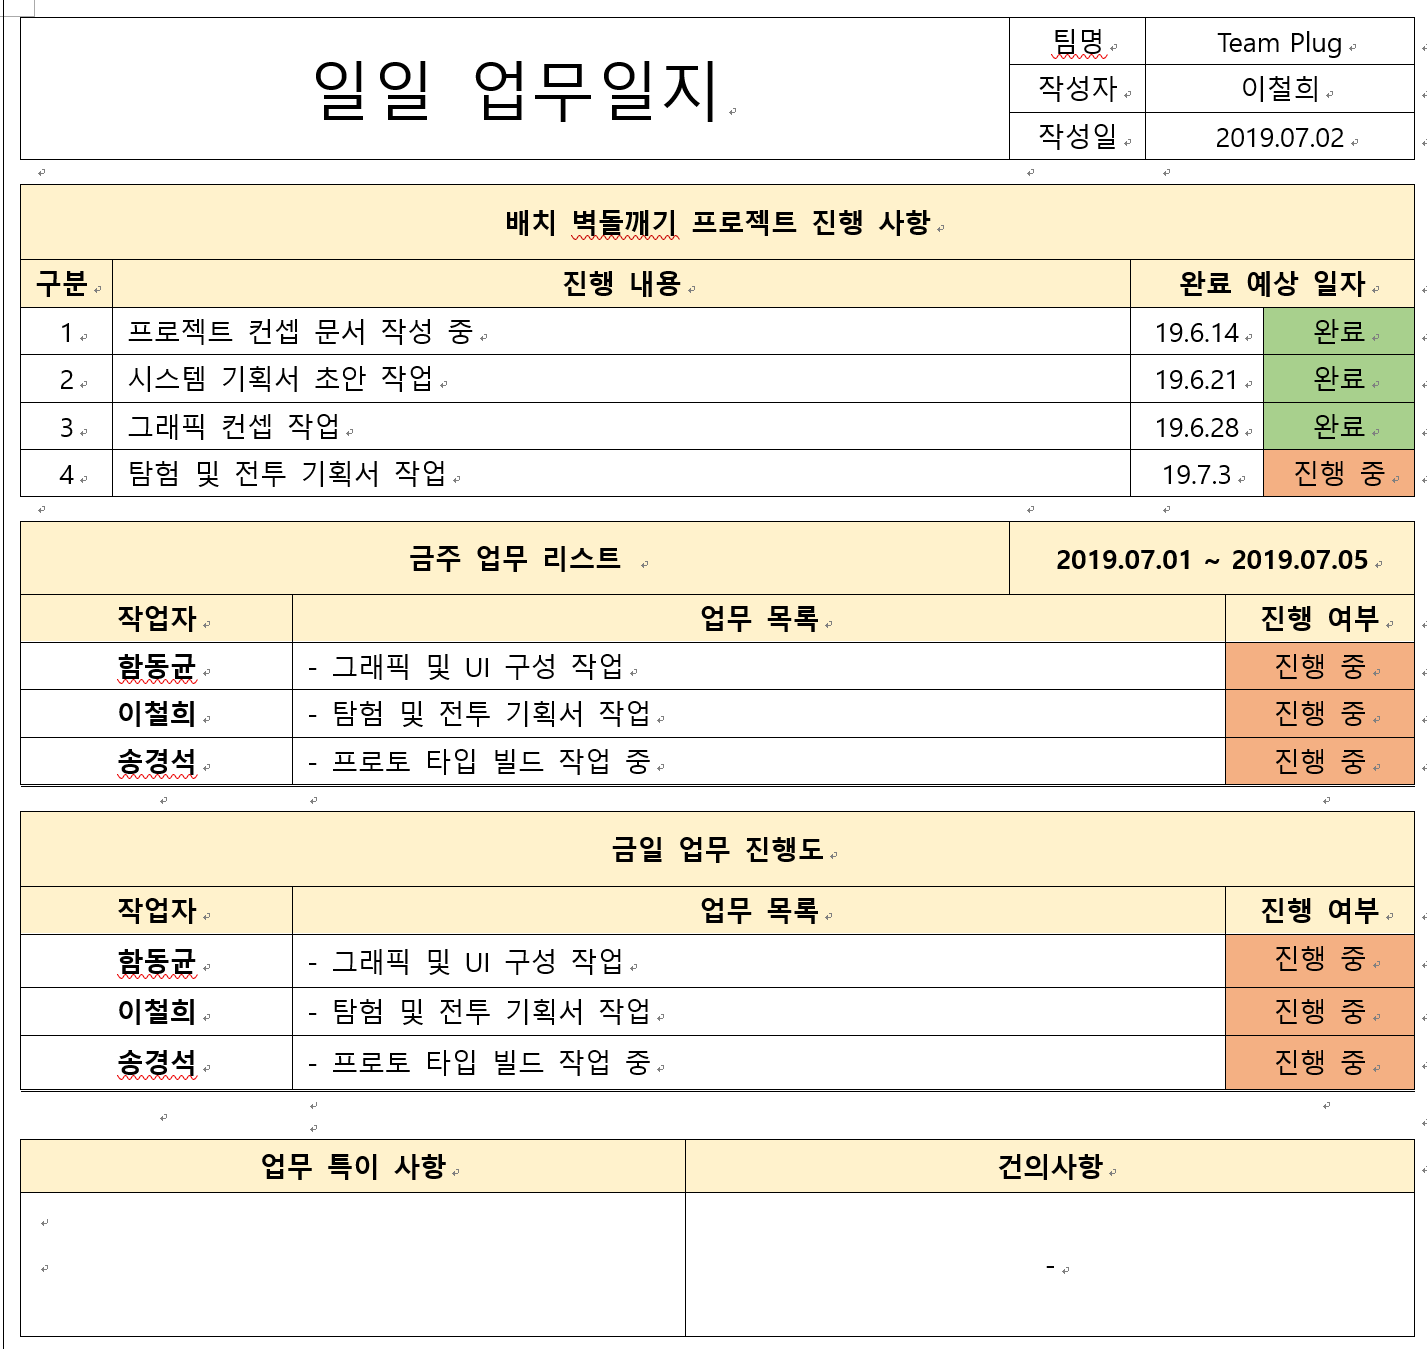 일일 업무일지
팀명 Team Plug
작성자 이철희
작성일 2019.07.02
배치 벽돌깨기 프로젝트 진행 사항
구분 진행 내용 완료 예상 일자
1 프로젝트 컨셉 문서 작성 중 19.6.14 완료
2 시스템 기획서 초안 작업 19.6.21 완료
3 그래픽 컨셉 작업 19.6.28 완료
4 탐험 및 전투 기획서 작업 19.7.3 진행 중
금주 업무 리스트 2019.07.01 ~ 2019.07.05
작업자 업무 목록 진행 여부
함동균 - 그래픽 및 UI 구성 작업 진행 중
이철희 - 탐험 및 전투 기획서 작업 진행 중
송경석 - 프로토 타입 빌드 작업 중 진행 중
금일 업무 진행도
작업자 업무 목록 진행 여부
함동균 - 그래픽 및 UI 구성 작업 진행 중
이철희 - 탐험 및 전투 기획서 작업 진행 중
송경석 - 프로토 타입 빌드 작업 중 진행 중
업무 특이 사항 건의사항
-